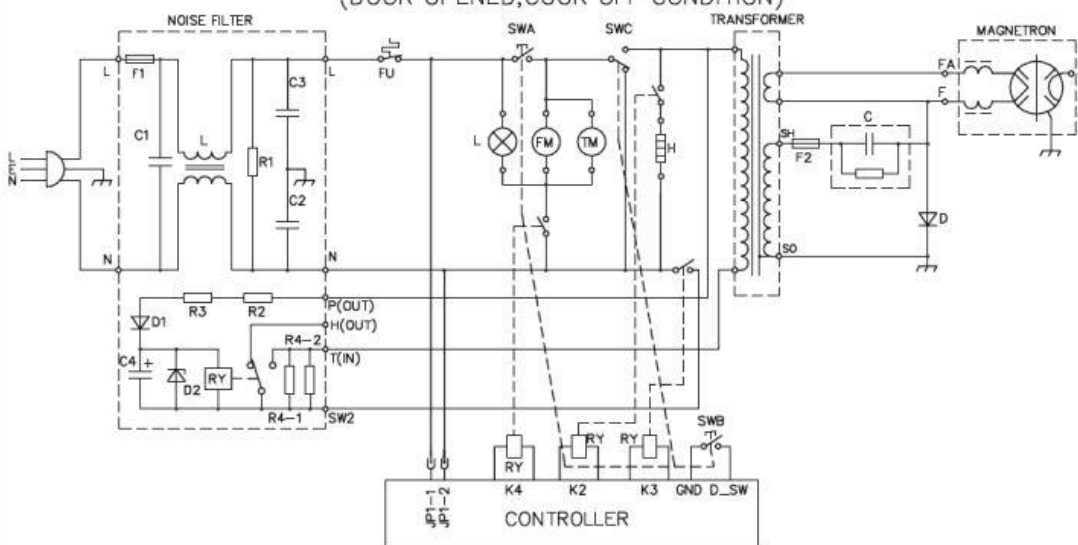 (DOOR OPENED,COOK OFF CONDITION)
NOISE FILTER
TRANSFORMER
SWA
SWC
MAGNETRON
L
F1
L
FU
FA
F
C3
C1
L
R1
L
FM
TM
H
SH
F2
C
C2
D
L
E
N
N
N
SO
R3
R2
P(OUT)
D1
H(OUT)
R4-2
T(IN)
C4
+
D2
RY
R4-1
SW2
SWB
RY
RY
RY
JP1-1
JP1-2
K4
K2
K3
GND
D_SW
CONTROLLER